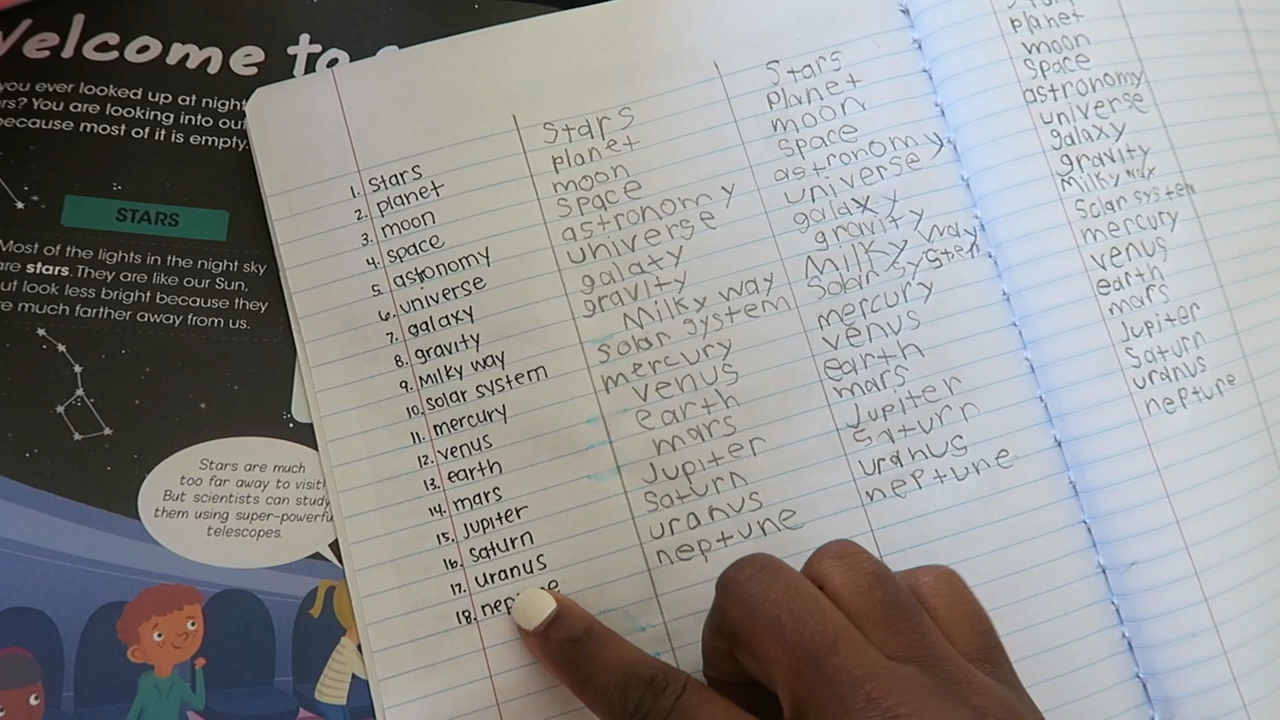 Welcome to
you ever looked up at night
rs? You are looking into ou
because most of it is empty.
STARS
Most of the lights in the night sky
are stars. They are like our Sun,
but look less bright because they
are much farther away from us.
Stars are much
too far away to visit!
But scientists can study
them using super-powerfu
telescopes.
1. stars
2. planet
3. moon
4. space
5. astronomy
6. universe
7. galaxy
8. gravity
9. milky way
10. solar system
11. mercury
12. venus
13. earth
14. mars
15. jupiter
16. saturn
17. uranus
18. neptune
stars
planet
moon
space
astronomy
universe
galaty
gravity
milky way
solar system
mercury
venus
earth
mars
Jupiter
saturn
uranus
neptune
stars
planet
moon
space
astronomy
universe
galaxy
gravity
Milky way
Solar system
mercury
venus
earth
mars
Jupiter
saturn
uranus
neptune
planet
moon
space
astronomy
universe
galaxy
gravity
Milky way
Solar system
mercury
venus
earth
mars
Jupiter
Saturn
uranus
neptune